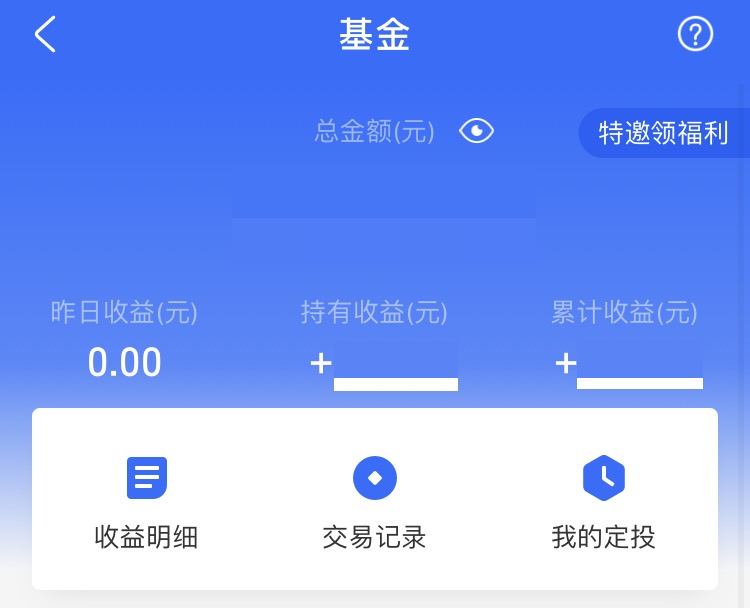 基金
总金额(元)
特邀领福利
昨日收益(元) 持有收益(元) 累计收益(元)
0.00 + +
收益明细 交易记录 我的定投